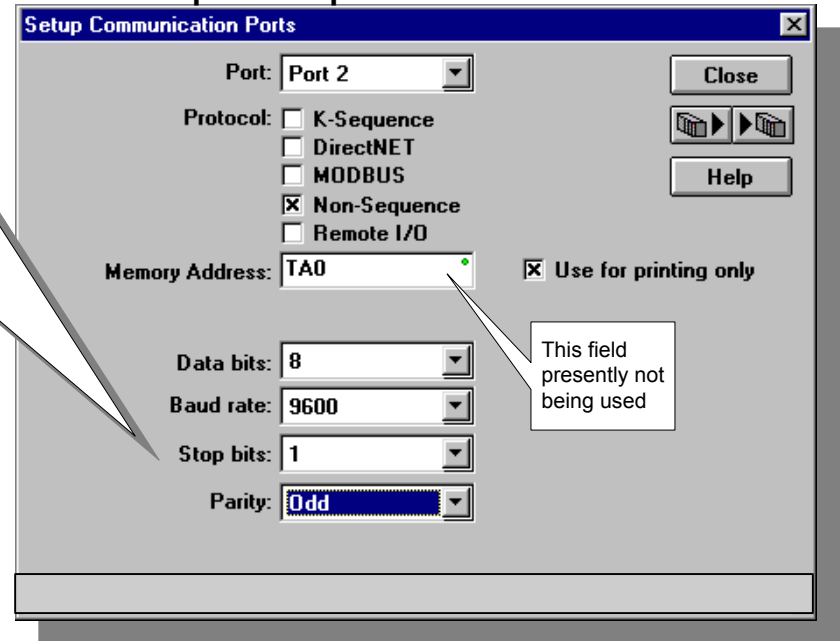 Setup Communication Ports
Port: Port 2
Close
Protocol: K-Sequence
DirectNET
MODBUS
Help
Non-Sequence
Remote I/O
Memory Address: TA0
Use for printing only
This field
presently not
being used
Data bits: 8
Baud rate: 9600
Stop bits: 1
Parity: Odd